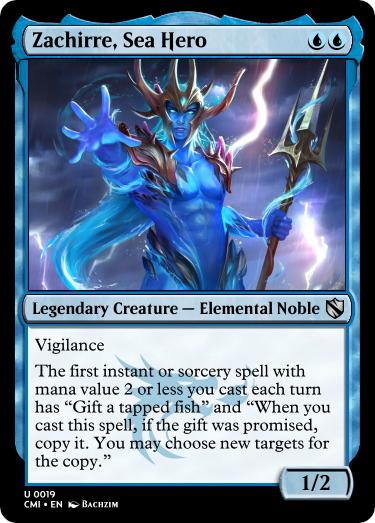 Zachirre, Sea Hero
Legendary Creature — Elemental Noble
Vigilance
The first instant or sorcery spell with
mana value 2 or less you cast each turn
has “Gift a tapped fish” and “When you
cast this spell, if the gift was promised,
copy it. You may choose new targets for
the copy.”
1/2
U 0019
CMI • EN Bachzim